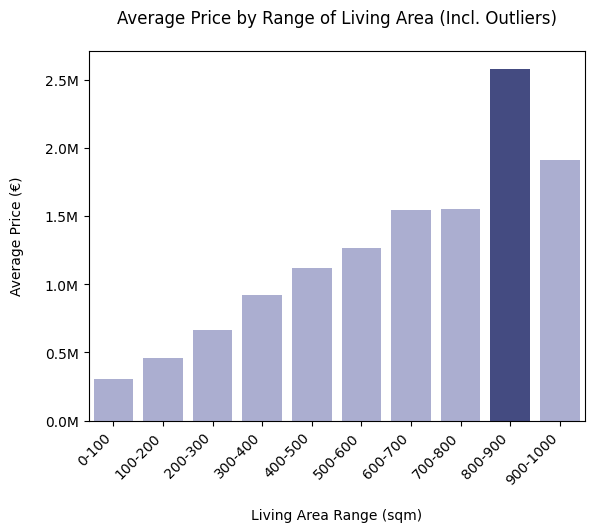 Average Price by Range of Living Area (Incl. Outliers)
Average Price (€)
2.5M
2.0M
1.5M
1.0M
0.5M
0.0M
0-100
100-200
200-300
300-400
400-500
500-600
600-700
700-800
800-900
900-1000
Living Area Range (sqm)